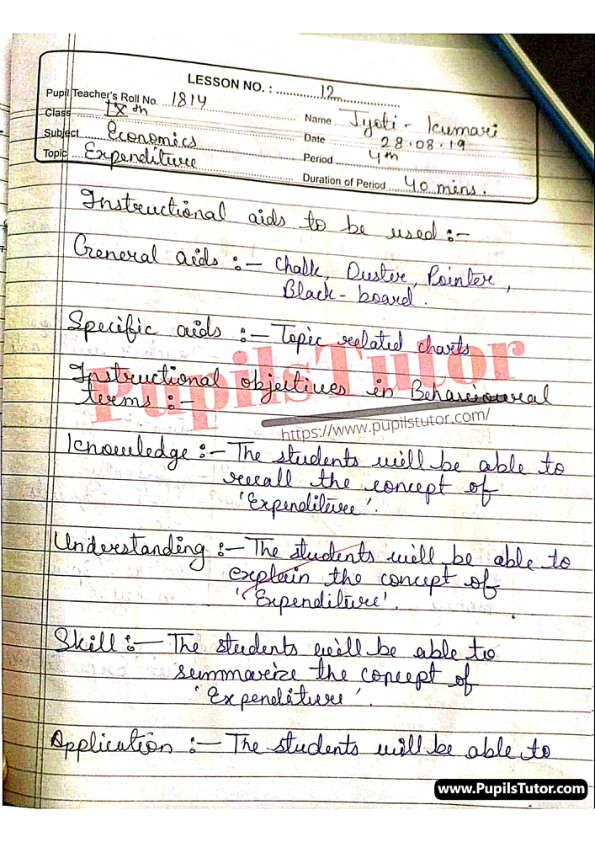 LESSON NO. : 12
Pupil Teacher's Roll No. 1814
Name Jyoti - Kumari
Class IXth
Date 28.08.19
Subject Economics
Period 4th
Topic Expenditure
Duration of Period 40 mins.
Instructional aids to be used :-
General aids :- Chalk, Duster, Pointer,
Black-board.
Specific aids :- Topic related charts
Instructional objectives in Behavioural
terms :-
PupilsTutor
https://www.pupilstutor.com/
Knowledge :- The students will be able to
recall the concept of
'Expenditure'.
Understanding :- The students will be able to
explain the concept of
'Expenditure'.
Skill :- The students will be able to
summarize the concept of
'Expenditure'.
Application :- The students will be able to
www.PupilsTutor.com